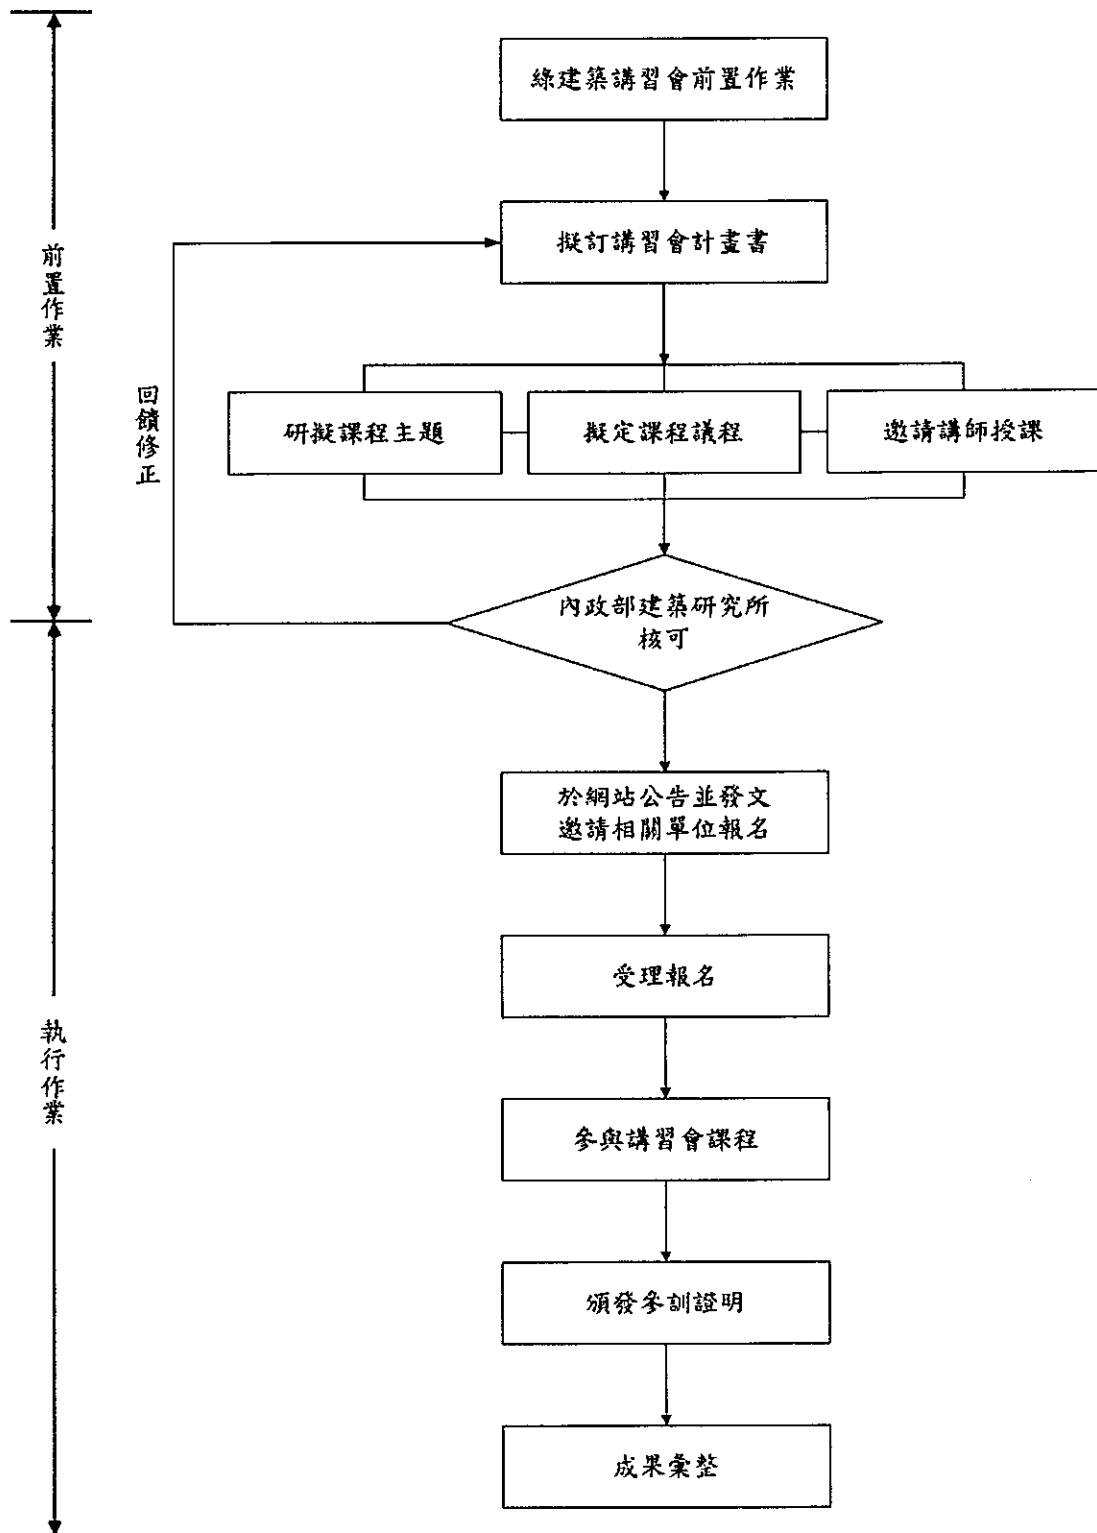 綠建築講習會前置作業
擬訂講習會計畫書
前置作業
回饋修正
研擬課程主題
擬定課程議程
邀請講師授課
內政部建築研究所
核可
於網站公告並發文
邀請相關單位報名
受理報名
執行作業
參與講習會課程
頒發參訓證明
成果彙整